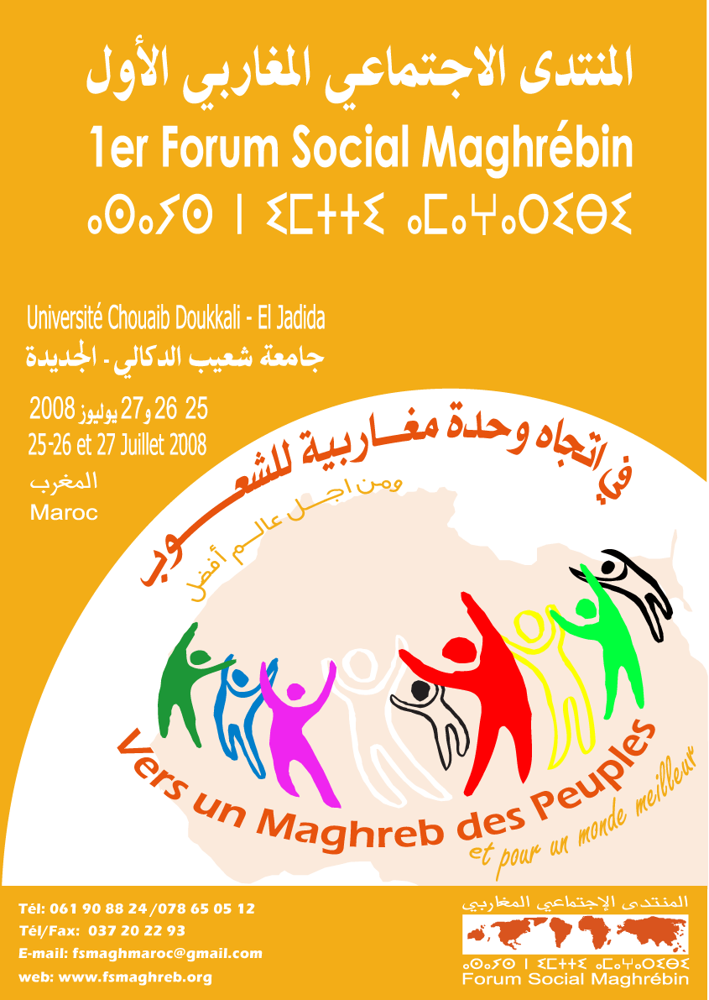 المنتدى الاجتماعي المغاربي الأول
1er Forum Social Maghrébin
ⴰⵙⴰⵢⵙ ⵏ ⵉⵎⵜⵜⵉ ⴰⵎⴰⵖⴰⵔⵉⴱⵉ
Université Chouaib Doukkali - El Jadida
جامعة شعيب الدكالي - الجديدة
25 26 و27 يوليوز 2008
25-26 et 27 Juillet 2008
المغرب
Maroc
في اتجاه وحدة مغاربية للشعوب
ومن اجل عالم أفضل
Vers un Maghreb des Peuples
et pour un monde meilleur
Tél: 061 90 88 24 /078 65 05 12
Tél/Fax: 037 20 22 93
E-mail: fsmaghmaroc@gmail.com
web: www.fsmaghreb.org
المنتدى الإجتماعي المغاربي
ⴰⵙⴰⵢⵙ ⵏ ⵉⵎⵜⵜⵉ ⴰⵎⴰⵖⴰⵔⵉⴱⵉ
Forum Social Maghrébin